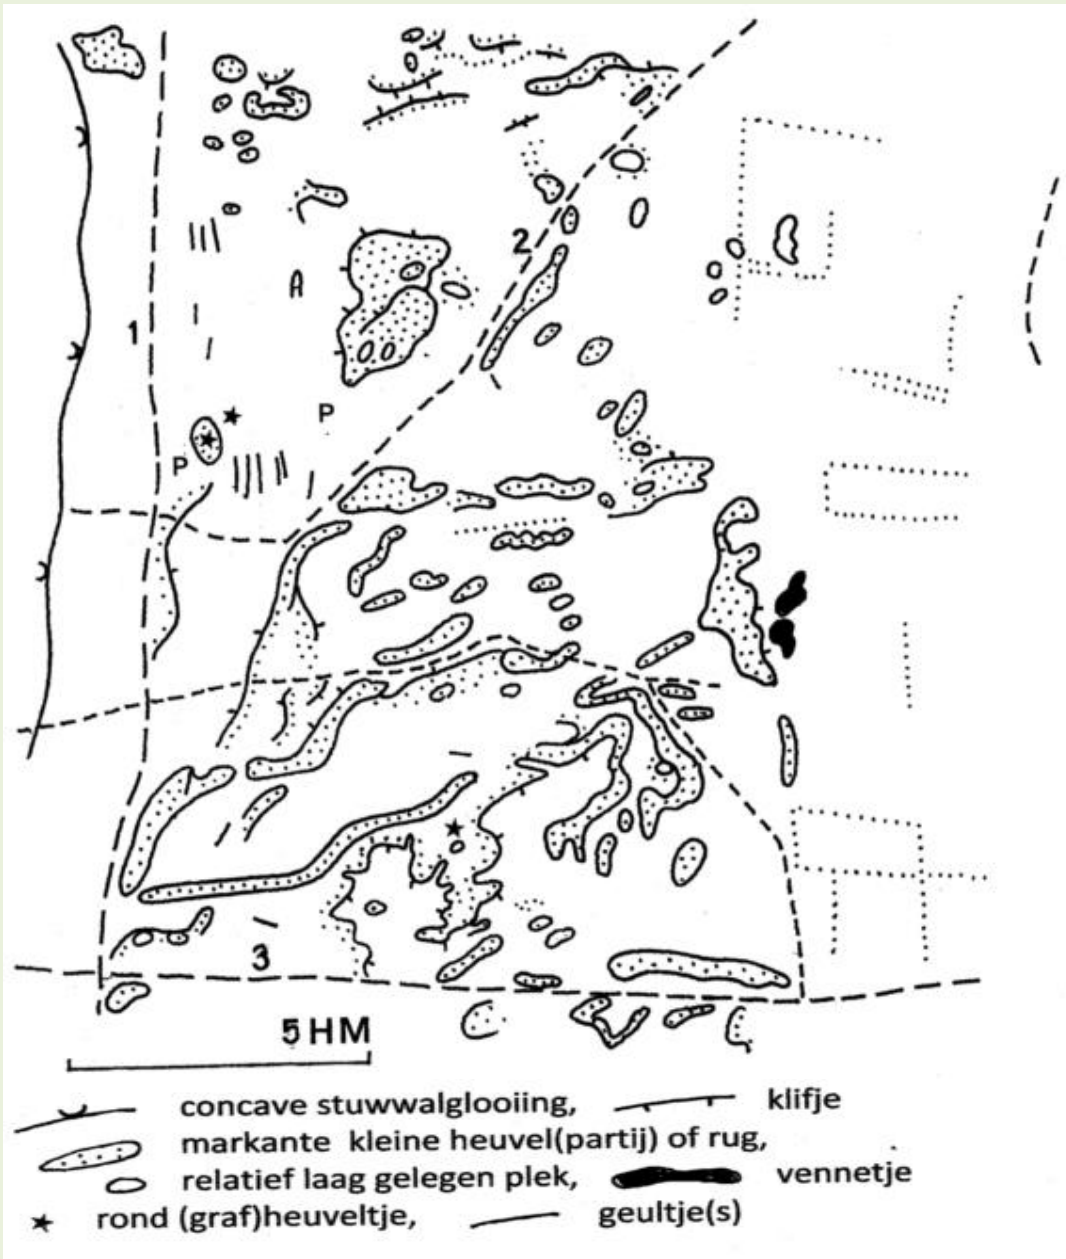 2
A
1
P
P
3
5 HM
concave stuwwalglooiing, klifje
markante kleine heuvel(partij) of rug,
relatief laag gelegen plek, vennetje
rond (graf)heuveltje, geultje(s)